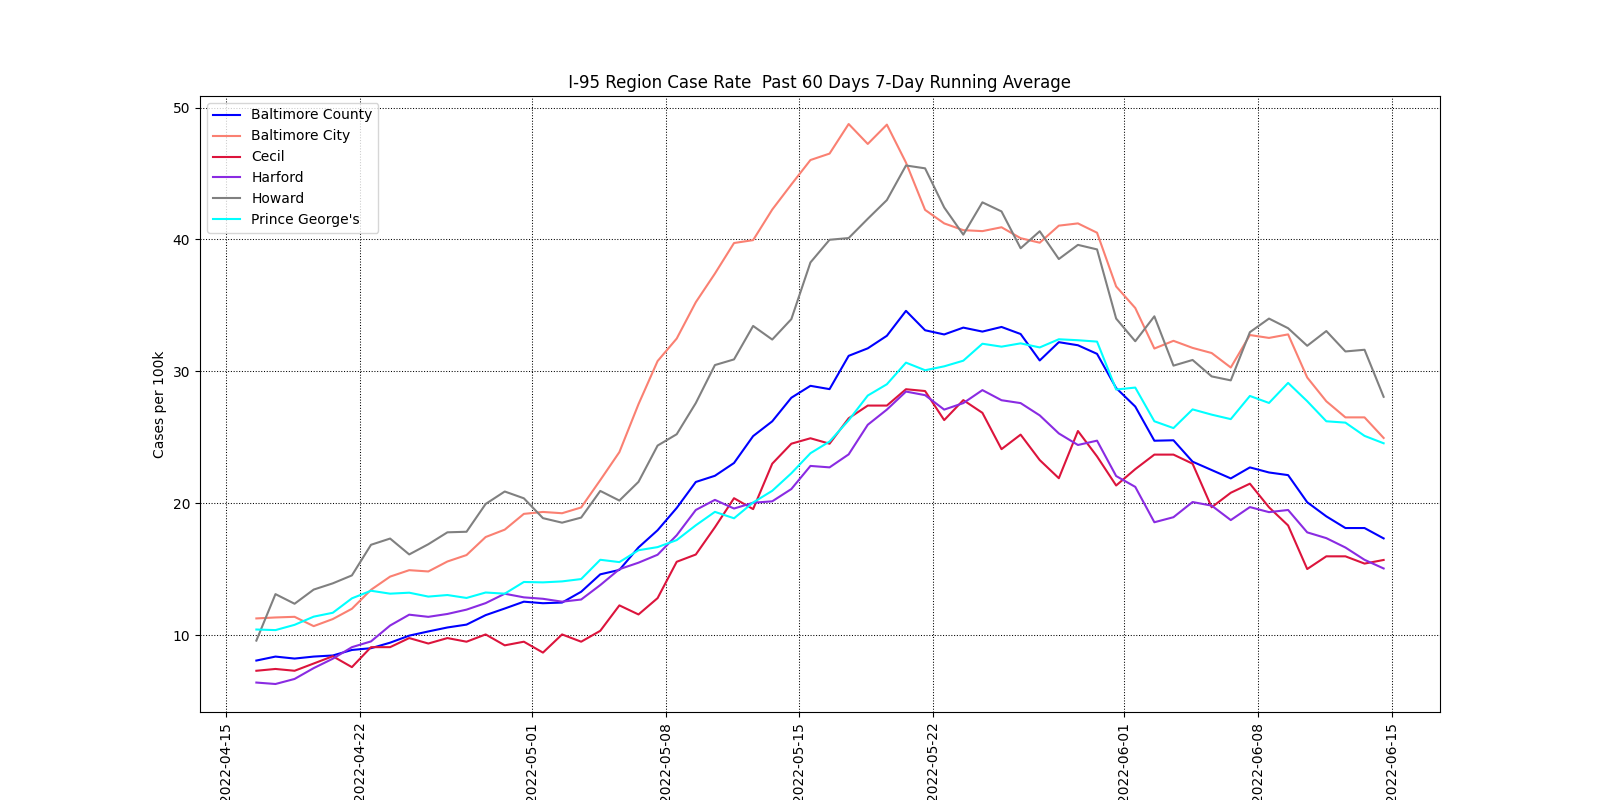 I-95 Region Case Rate  Past 60 Days 7-Day Running Average
Baltimore County
Baltimore City
Cecil
Harford
Howard
Prince George's
Cases per 100k
50
40
30
20
10
2022-04-15
2022-04-22
2022-05-01
2022-05-08
2022-05-15
2022-05-22
2022-06-01
2022-06-08
2022-06-15